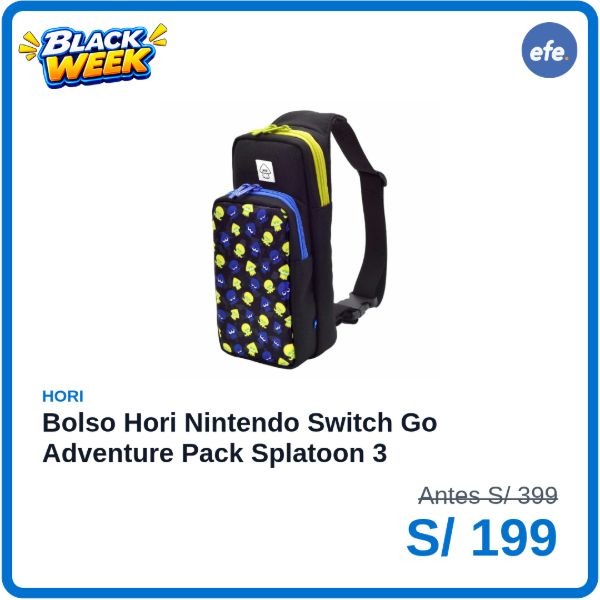 BLACK
WEEK
efe.
HORI
Bolso Hori Nintendo Switch Go
Adventure Pack Splatoon 3
Antes S/ 399
S/ 199